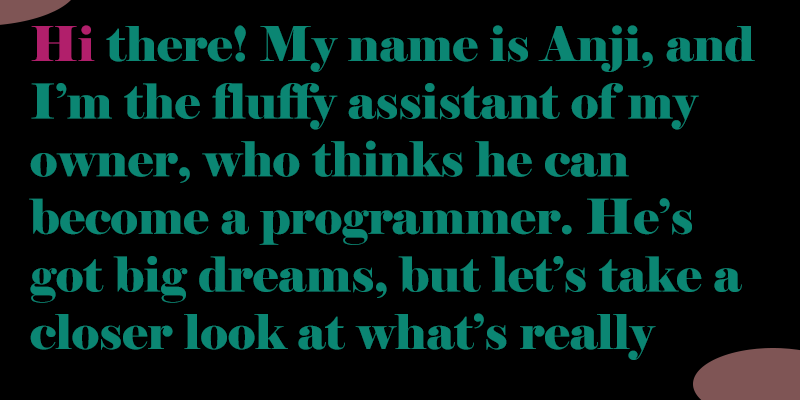 Hi there! My name is Anji, and
I’m the fluffy assistant of my
owner, who thinks he can
become a programmer. He’s
got big dreams, but let’s take a
closer look at what’s really